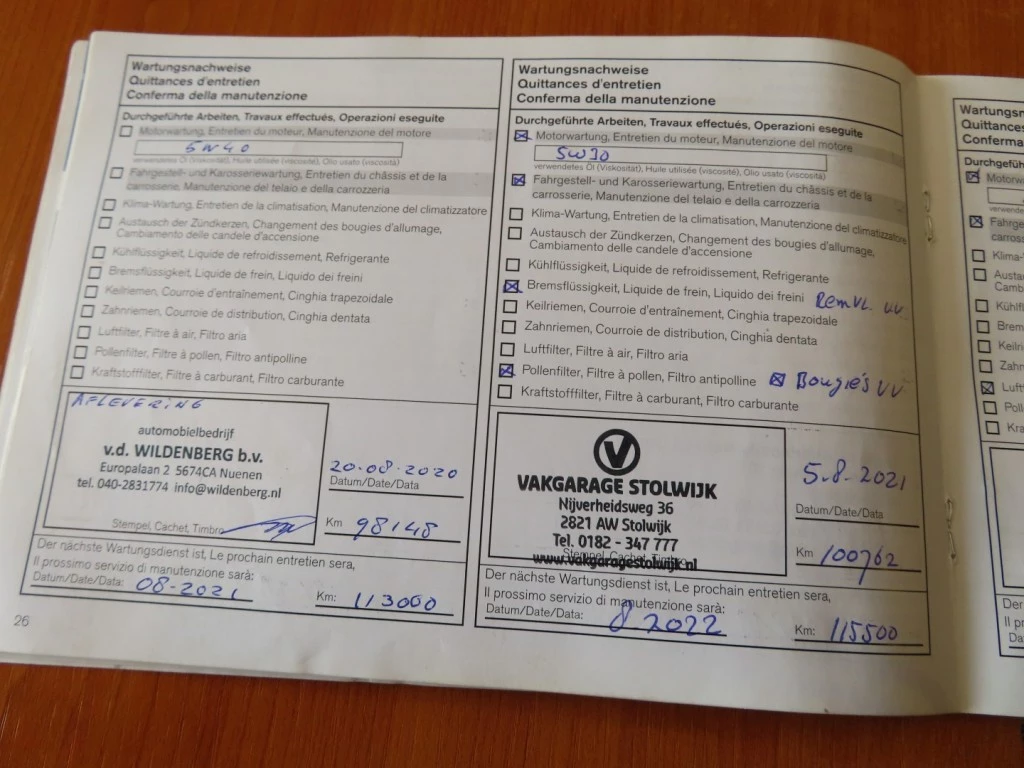 Wartungsnachweise
Quittances d'entretien
Conferma della manutenzione
Durchgeführte Arbeiten, Travaux effectués, Operazioni eseguite
Motorwartung, Entretien du moteur, Manutenzione del motore
5W40
verwendetes Öl (Viskosität), Huile utilisée (viscosité), Olio usato (viscosità)
Fahrgestell- und Karosseriewartung, Entretien du châssis et de la
carrosserie, Manutenzione del telaio e della carrozzeria
Klima-Wartung, Entretien de la climatisation, Manutenzione del climatizzatore
Austausch der Zündkerzen, Changement des bougies d'allumage,
Cambiamento delle candele d'accensione
Kühlflüssigkeit, Liquide de refroidissement, Refrigerante
Bremsflüssigkeit, Liquide de frein, Liquido dei freini
Keilriemen, Courroie d'entraînement, Cinghia trapezoidale
Zahnriemen, Courroie de distribution, Cinghia dentata
Luftfilter, Filtre à air, Filtro aria
Pollenfilter, Filtre à pollen, Filtro antipolline
Kraftstofffilter, Filtre à carburant, Filtro carburante
AFLEVERING
automobielbedrijf
v.d. WILDENBERG b.v.
Europalaan 2 5674CA Nuenen
tel. 040-2831774 info@wildenberg.nl
Stempel, Cachet, Timbro
20-08-2020
Datum/Date/Data
Km 98148
Der nächste Wartungsdienst ist, Le prochain entretien sera,
Il prossimo servizio di manutenzione sarà:
Datum/Date/Data: 08-2021 Km: 113000
26
Wartungsnachweise
Quittances d'entretien
Conferma della manutenzione
Durchgeführte Arbeiten, Travaux effectués, Operazioni eseguite
Motorwartung, Entretien du moteur, Manutenzione del motore
5W30
verwendetes Öl (Viskosität), Huile utilisée (viscosité), Olio usato (viscosità)
Fahrgestell- und Karosseriewartung, Entretien du châssis et de la
carrosserie, Manutenzione del telaio e della carrozzeria
Klima-Wartung, Entretien de la climatisation, Manutenzione del climatizzatore
Austausch der Zündkerzen, Changement des bougies d'allumage,
Cambiamento delle candele d'accensione
Kühlflüssigkeit, Liquide de refroidissement, Refrigerante
Bremsflüssigkeit, Liquide de frein, Liquido dei freini RemVL. VV
Keilriemen, Courroie d'entraînement, Cinghia trapezoidale
Zahnriemen, Courroie de distribution, Cinghia dentata
Luftfilter, Filtre à air, Filtro aria
Pollenfilter, Filtre à pollen, Filtro antipolline Bougie's VV
Kraftstofffilter, Filtre à carburant, Filtro carburante
V
VAKGARAGE STOLWIJK
Nijverheidsweg 36
2821 AW Stolwijk
Tel. 0182 - 347 777
Stempel, Cachet, Timbro
www.vakgaragestolwijk.nl
5.8-2021
Datum/Date/Data
Km 100762
Der nächste Wartungsdienst ist, Le prochain entretien sera,
Il prossimo servizio di manutenzione sarà:
Datum/Date/Data: 8 2022 Km: 115500